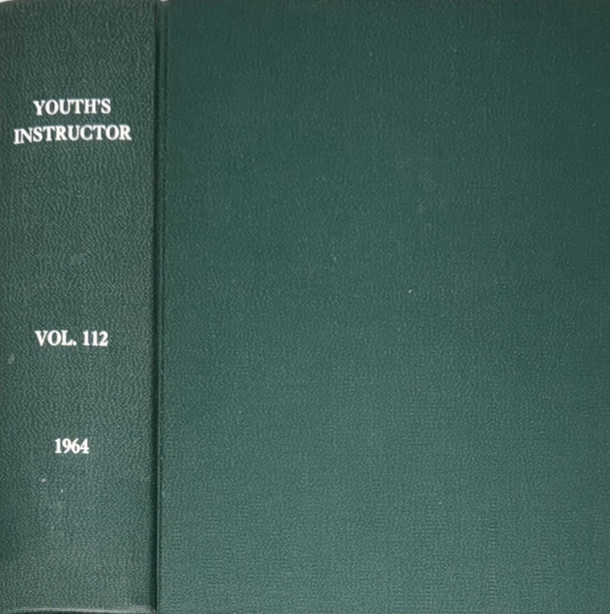 YOUTH'S
INSTRUCTOR
VOL. 112
1964